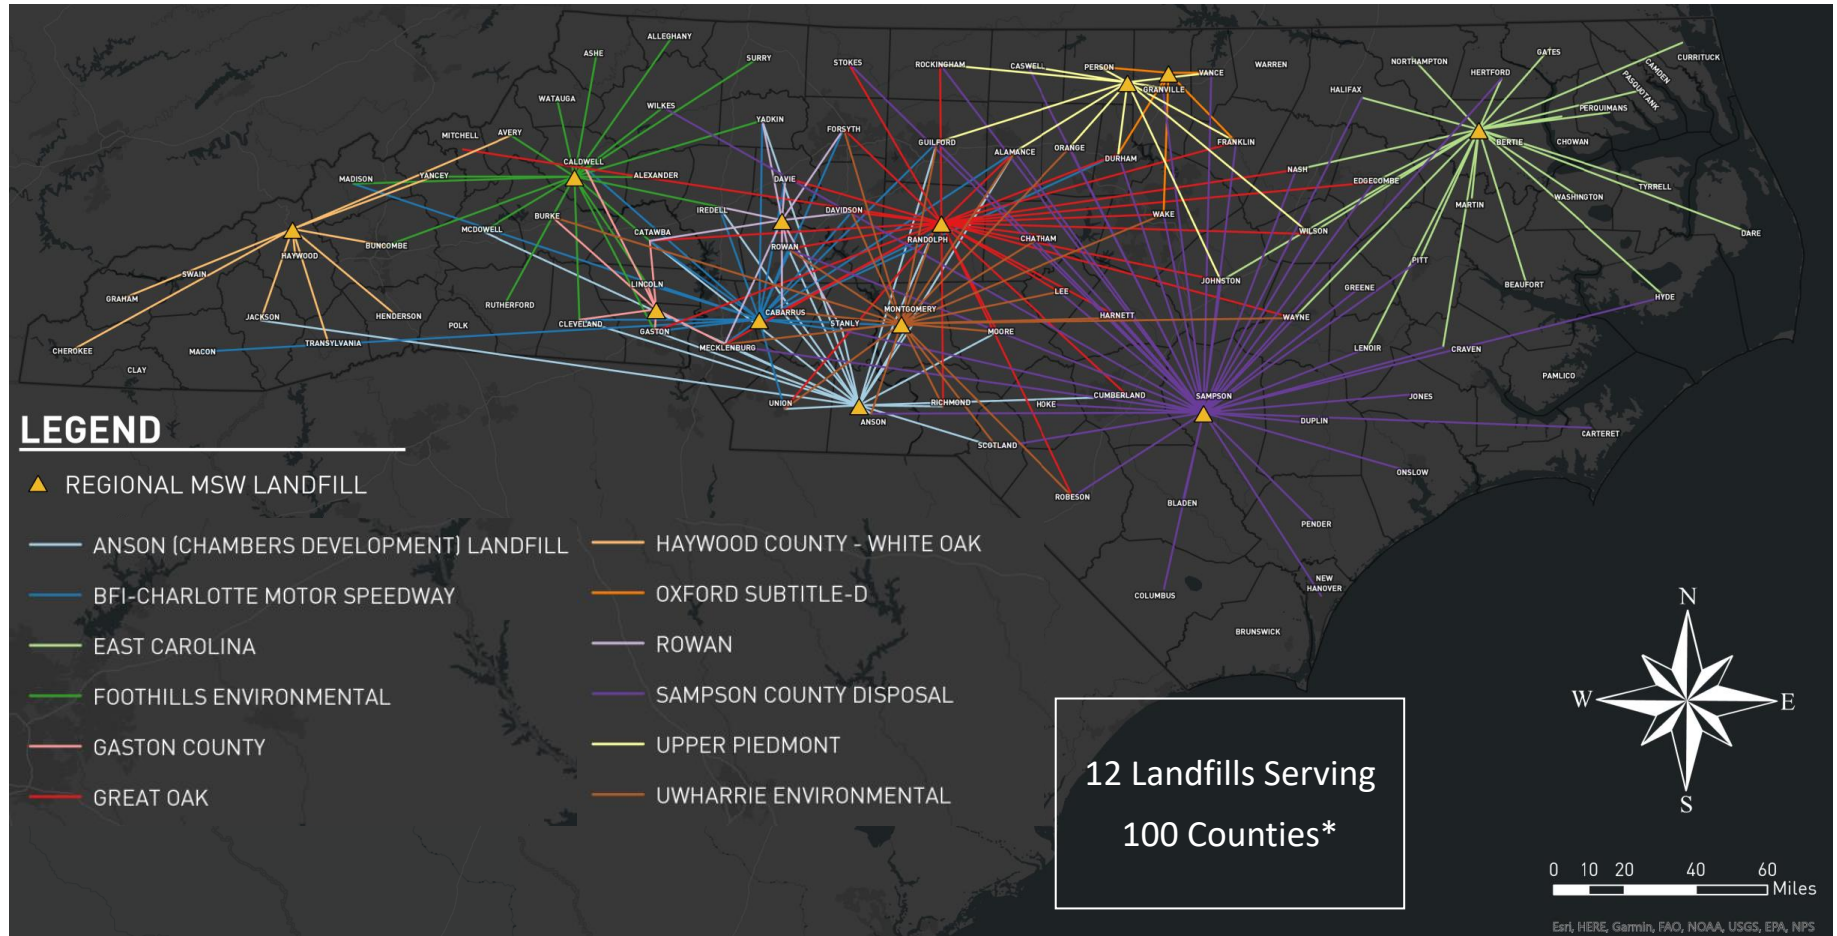 ALLEGHANY
ASHE
SURRY
STOKES
ROCKINGHAM
CASWELL
PERSON
VANCE
WARREN
GRANVILLE
NORTHAMPTON
GATES
HERTFORD
CURRITUCK
CAMDEN
PASQUOTANK
PERQUIMANS
HALIFAX
WATAUGA
WILKES
YADKIN
FORSYTH
GUILFORD
ALAMANCE
ORANGE
DURHAM
FRANKLIN
BERTIE
CHOWAN
MITCHELL
AVERY
CALDWELL
ALEXANDER
MADISON
YANCEY
DAVIE
NASH
EDGECOMBE
MARTIN
WASHINGTON
TYRRELL
DARE
BURKE
IREDELL
DAVIDSON
WAKE
MCDOWELL
CATAWBA
ROWAN
RANDOLPH
CHATHAM
WILSON
BUNCOMBE
HAYWOOD
SWAIN
GRAHAM
PITT
GREENE
BEAUFORT
HYDE
JOHNSTON
LINCOLN
LEE
RUTHERFORD
JACKSON
HENDERSON
POLK
CLEVELAND
GASTON
CABARRUS
STANLY
MONTGOMERY
MOORE
HARNETT
WAYNE
CHEROKEE
MACON
TRANSYLVANIA
CLAY
MECKLENBURG
LENOIR
CRAVEN
PAMLICO
UNION
ANSON
RICHMOND
HOKE
CUMBERLAND
SAMPSON
JONES
DUPLIN
CARTERET
SCOTLAND
ONSLOW
ROBESON
BLADEN
PENDER
NEW
HANOVER
COLUMBUS
BRUNSWICK
LEGEND
REGIONAL MSW LANDFILL
ANSON (CHAMBERS DEVELOPMENT) LANDFILL
BFI-CHARLOTTE MOTOR SPEEDWAY
EAST CAROLINA
FOOTHILLS ENVIRONMENTAL
GASTON COUNTY
GREAT OAK
HAYWOOD COUNTY - WHITE OAK
OXFORD SUBTITLE-D
ROWAN
SAMPSON COUNTY DISPOSAL
UPPER PIEDMONT
UWHARRIE ENVIRONMENTAL
12 Landfills Serving
100 Counties*
N
W
E
S
0 10 20 40 60
Miles
Esri, HERE, Garmin, FAO, NOAA, USGS, EPA, NPS